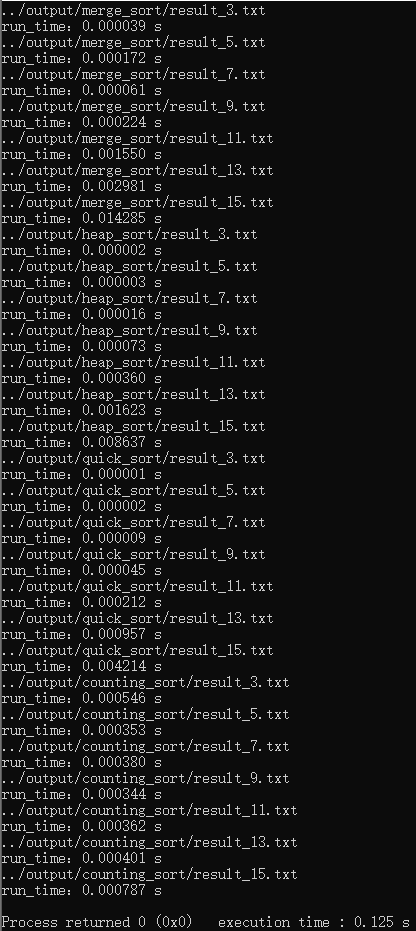 ../output/merge_sort/result_3.txt
run_time: 0.000039 s
../output/merge_sort/result_5.txt
run_time: 0.000172 s
../output/merge_sort/result_7.txt
run_time: 0.000061 s
../output/merge_sort/result_9.txt
run_time: 0.000224 s
../output/merge_sort/result_11.txt
run_time: 0.001550 s
../output/merge_sort/result_13.txt
run_time: 0.002981 s
../output/merge_sort/result_15.txt
run_time: 0.014285 s
../output/heap_sort/result_3.txt
run_time: 0.000002 s
../output/heap_sort/result_5.txt
run_time: 0.000003 s
../output/heap_sort/result_7.txt
run_time: 0.000016 s
../output/heap_sort/result_9.txt
run_time: 0.000073 s
../output/heap_sort/result_11.txt
run_time: 0.000360 s
../output/heap_sort/result_13.txt
run_time: 0.001623 s
../output/heap_sort/result_15.txt
run_time: 0.008637 s
../output/quick_sort/result_3.txt
run_time: 0.000001 s
../output/quick_sort/result_5.txt
run_time: 0.000002 s
../output/quick_sort/result_7.txt
run_time: 0.000009 s
../output/quick_sort/result_9.txt
run_time: 0.000045 s
../output/quick_sort/result_11.txt
run_time: 0.000212 s
../output/quick_sort/result_13.txt
run_time: 0.000957 s
../output/quick_sort/result_15.txt
run_time: 0.004214 s
../output/counting_sort/result_3.txt
run_time: 0.000546 s
../output/counting_sort/result_5.txt
run_time: 0.000353 s
../output/counting_sort/result_7.txt
run_time: 0.000380 s
../output/counting_sort/result_9.txt
run_time: 0.000344 s
../output/counting_sort/result_11.txt
run_time: 0.000362 s
../output/counting_sort/result_13.txt
run_time: 0.000401 s
../output/counting_sort/result_15.txt
run_time: 0.000787 s
Process returned 0 (0x0)   execution time : 0.125 s